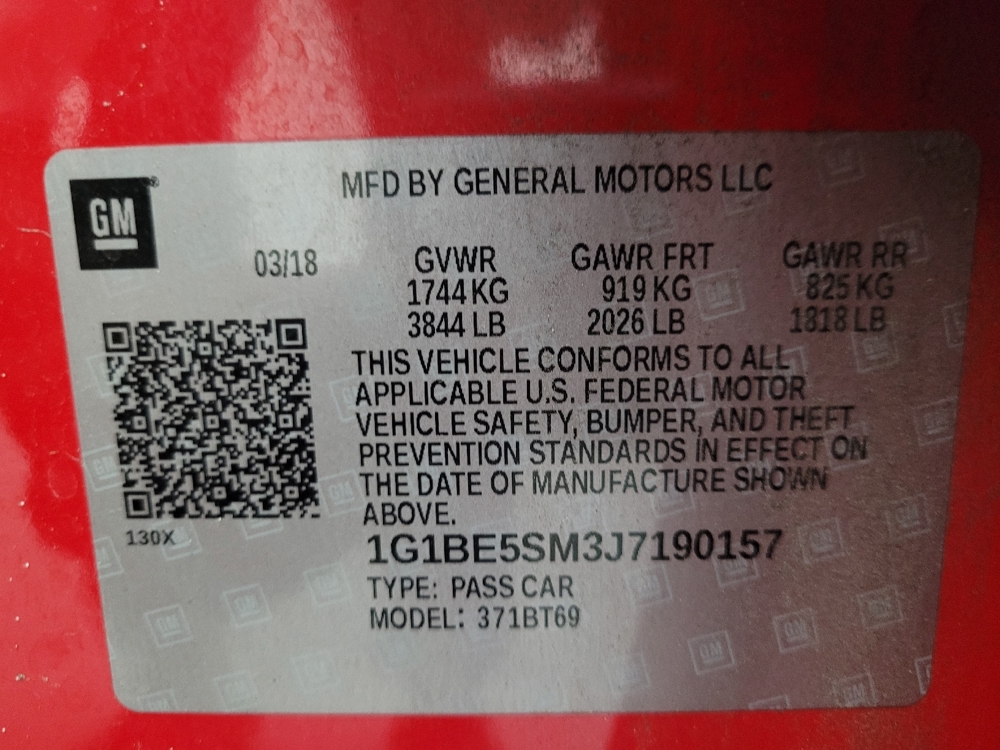 GM
MFD BY GENERAL MOTORS LLC
03/18 GVWR GAWR FRT GAWR RR
1744 KG 919 KG 825 KG
3844 LB 2026 LB 1818 LB
THIS VEHICLE CONFORMS TO ALL
APPLICABLE U.S. FEDERAL MOTOR
VEHICLE SAFETY, BUMPER, AND THEFT
PREVENTION STANDARDS IN EFFECT ON
THE DATE OF MANUFACTURE SHOWN
ABOVE.
130X
1G1BE5SM3J7190157
TYPE: PASS CAR
MODEL: 371BT69